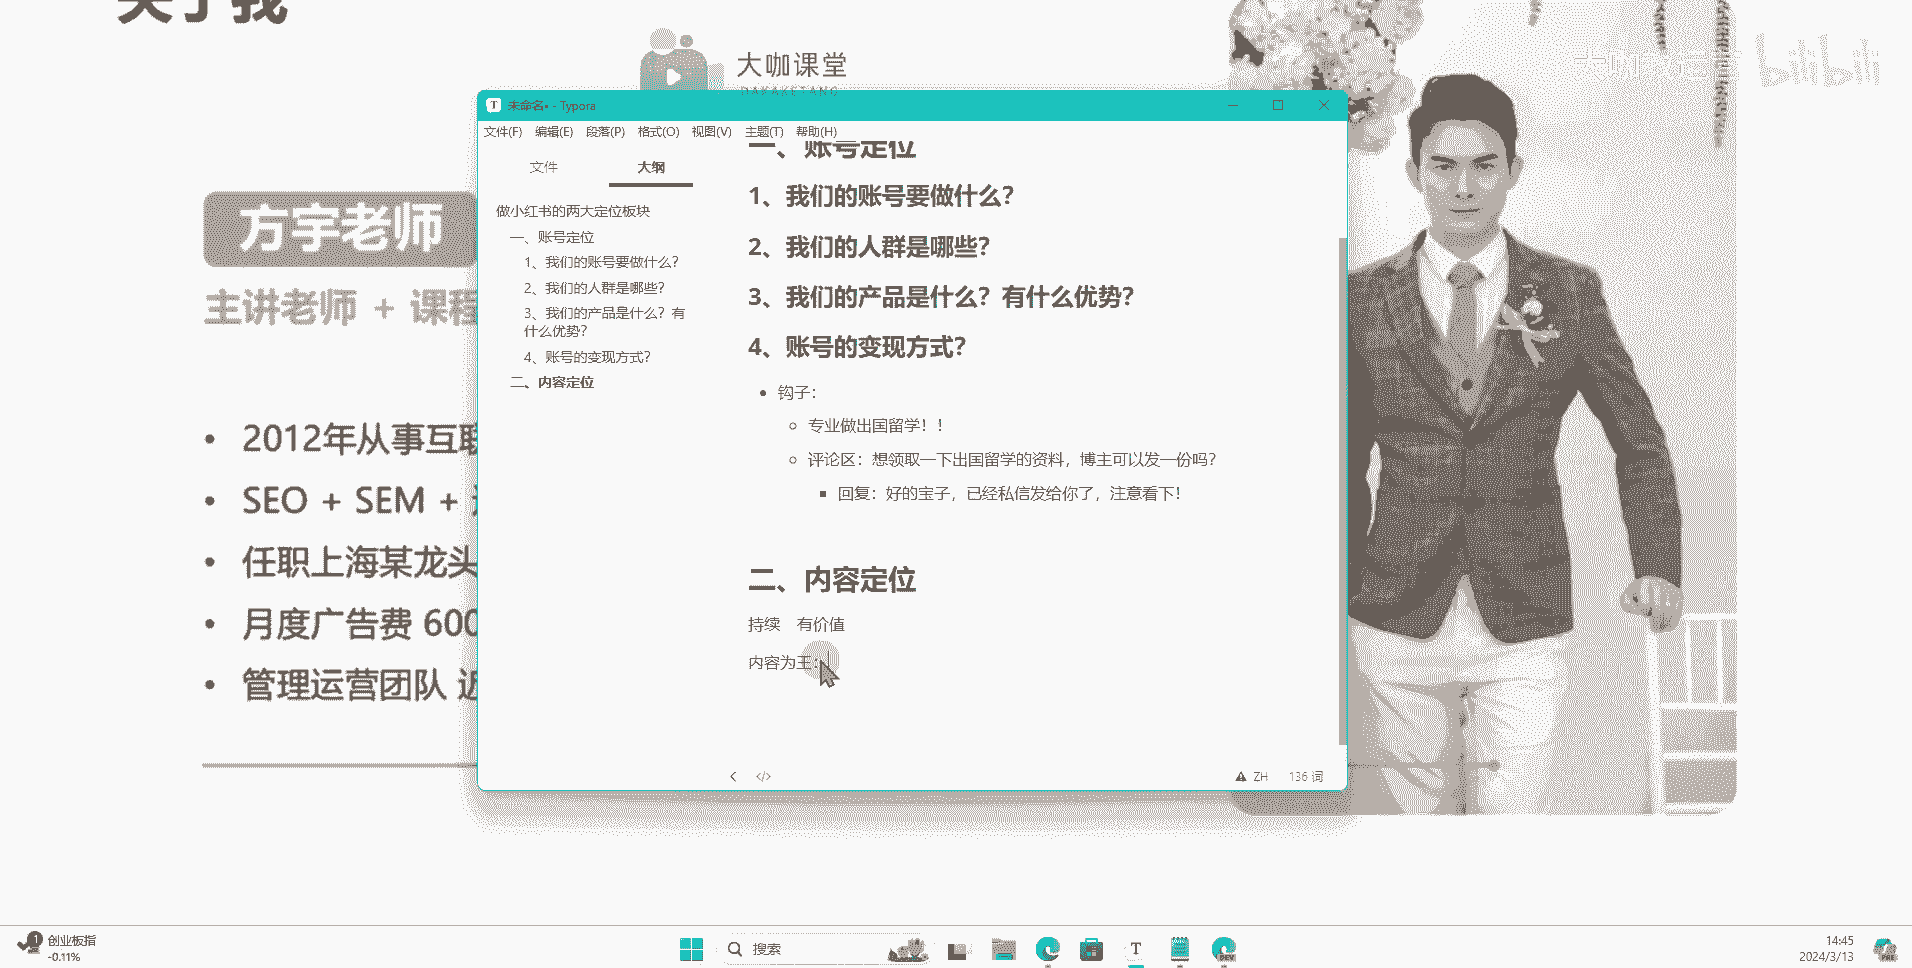 关于我
大咖课堂
DAKAKETANG
bilibili
方宇老师
主讲老师 + 课程
2012年从事互联
SEO + SEM +
任职上海某龙头
月度广告费 600
管理运营团队 近
未命名• - Typora
文件(F) 编辑(E) 段落(P) 格式(O) 视图(V) 主题(T) 帮助(H)
文件 大纲
做小红书的两大定位板块
一、账号定位
1、我们的账号要做什么？
2、我们的人群是哪些？
3、我们的产品是什么？有
什么优势？
4、账号的变现方式？
二、内容定位
一、账号定位
1、我们的账号要做什么？
2、我们的人群是哪些？
3、我们的产品是什么？有什么优势？
4、账号的变现方式？
钩子：
专业做出国留学！！
评论区：想领取一下出国留学的资料，博主可以发一份吗？
回复：好的宝子，已经私信发给你了，注意看下！
二、内容定位
持续 有价值
内容为王：
</> ZH 136 词
1 创业板指
-0.11%
搜索
T
DEV
14:45
2024/3/13
PRE